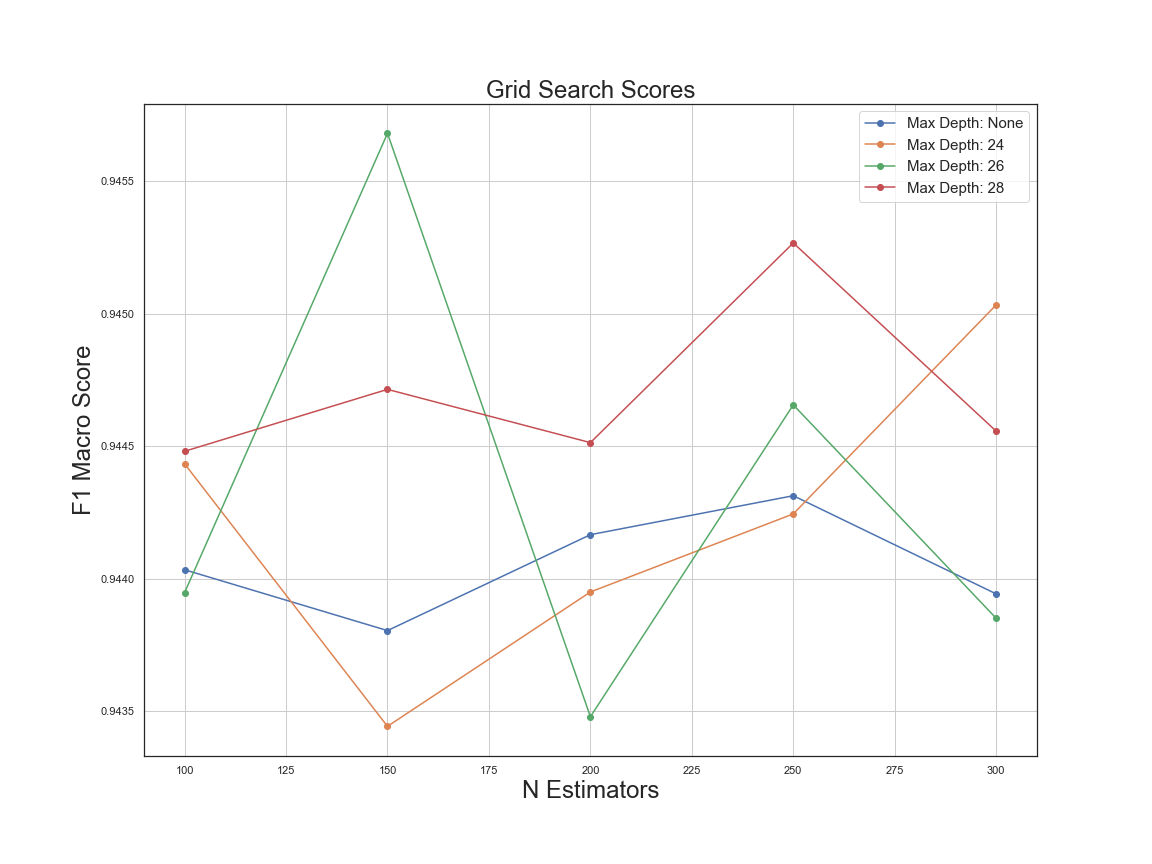 Grid Search Scores
Max Depth: None
Max Depth: 24
Max Depth: 26
Max Depth: 28
F1 Macro Score
0.9455
0.9450
0.9445
0.9440
0.9435
100 125 150 175 200 225 250 275 300
N Estimators